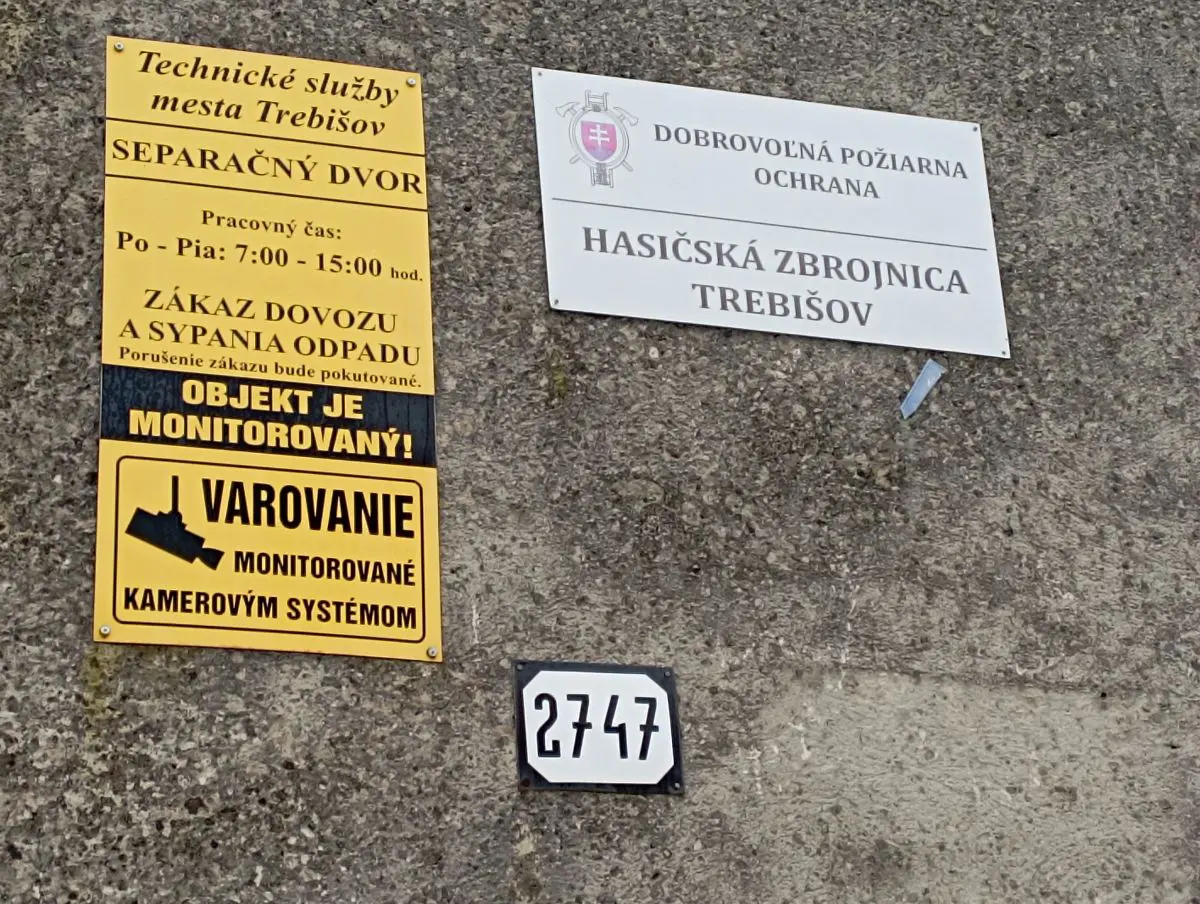 Technické služby
mesta Trebišov
SEPARAČNÝ DVOR
Pracovný čas:
Po - Pia: 7:00 - 15:00 hod.
ZÁKAZ DOVOZU
A SYPANIA ODPADU
Porušenie zákazu bude pokutované.
OBJEKT JE
MONITOROVANÝ!
VAROVANIE
MONITOROVANÉ
KAMEROVÝM SYSTÉMOM
DOBROVOĽNÁ POŽIARNA
OCHRANA
HASIČSKÁ ZBROJNICA
TREBIŠOV
2747